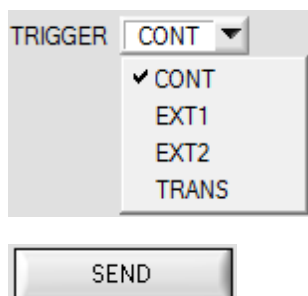 TRIGGER CONT
CONT
EXT1
EXT2
TRANS
SEND